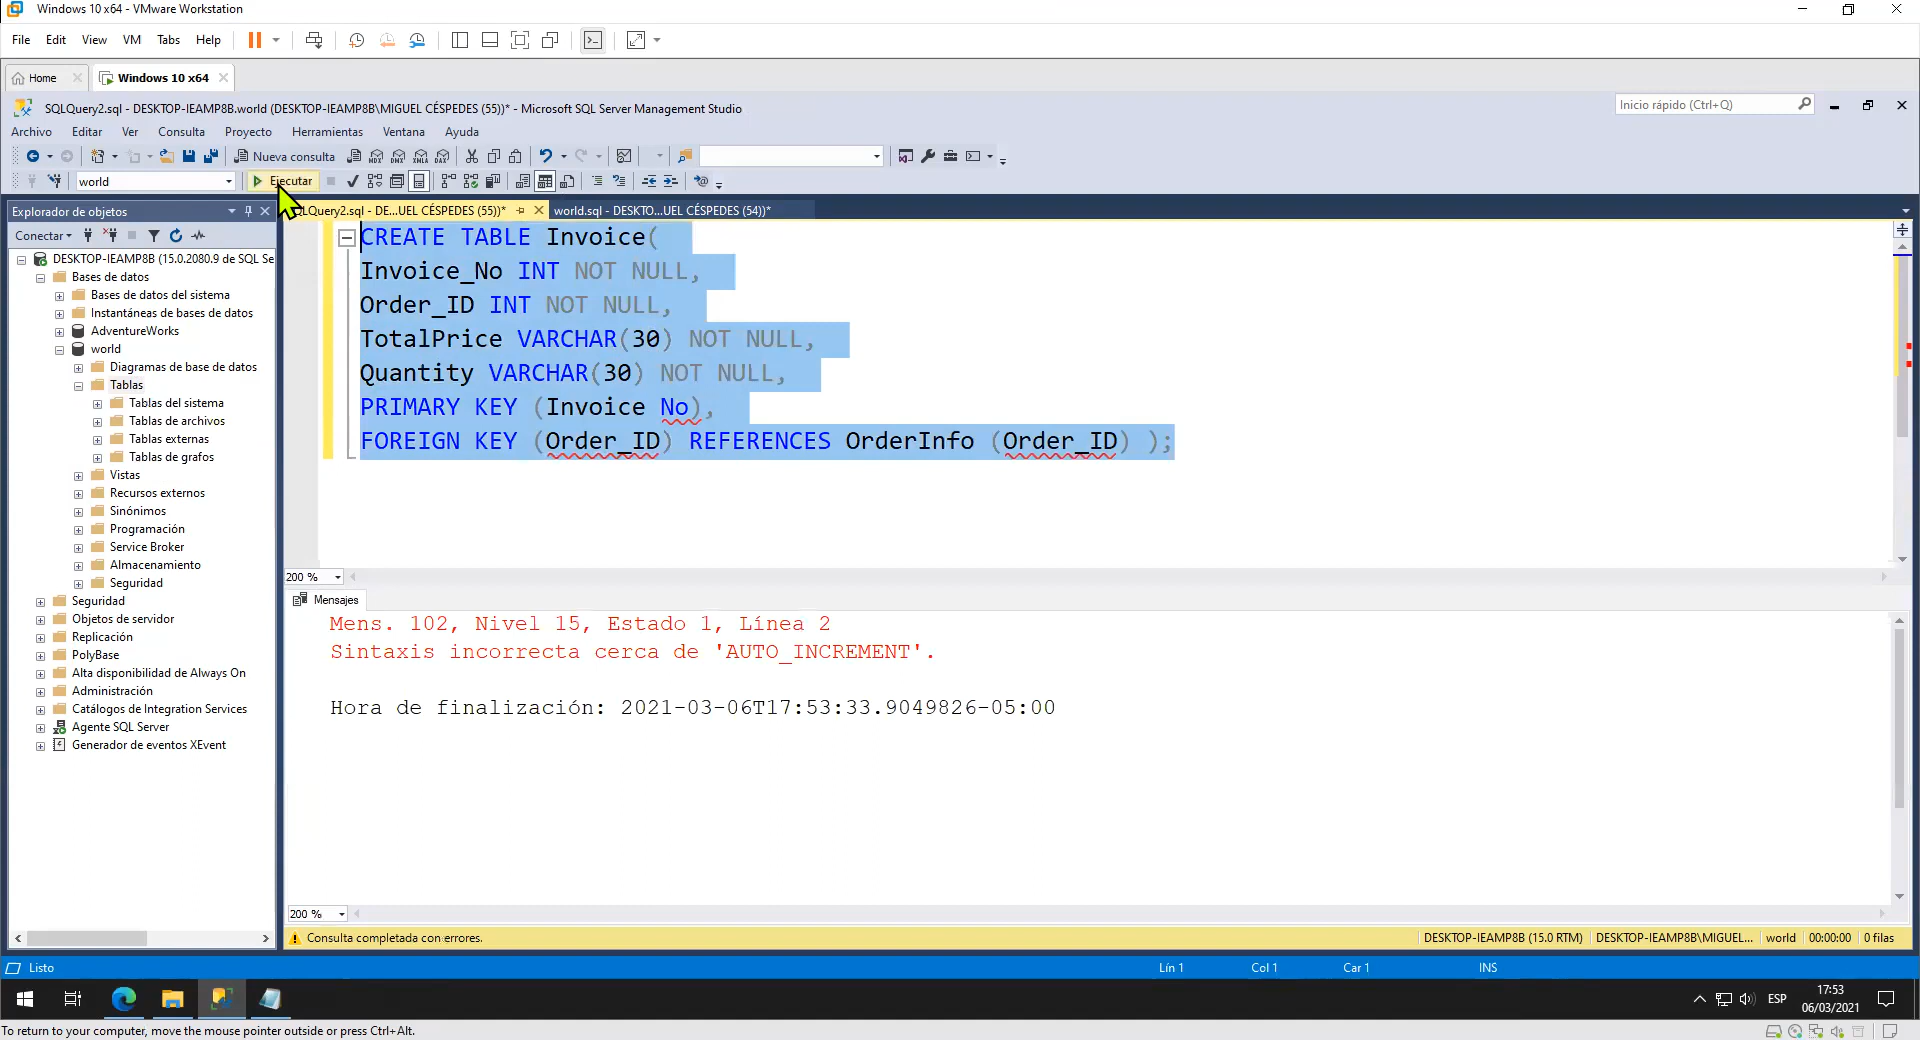 Windows 10 x64 - VMware Workstation
File Edit View VM Tabs Help
Home Windows 10 x64
SQLQuery2.sql - DESKTOP-IEAMP8B.world (DESKTOP-IEAMP8B\MIGUEL CÉSPEDES (55))* - Microsoft SQL Server Management Studio
Inicio rápido (Ctrl+Q)
Archivo Editar Ver Consulta Proyecto Herramientas Ventana Ayuda
Nueva consulta
world Ejecutar
Explorador de objetos
LQuery2.sql - DE...UEL CÉSPEDES (55))* world.sql - DESKTO...UEL CÉSPEDES (54))*
Conectar
DESKTOP-IEAMP8B (15.0.2080.9 de SQL Se
Bases de datos
Bases de datos del sistema
Instantáneas de bases de datos
AdventureWorks
world
Diagramas de base de datos
Tablas
Tablas del sistema
Tablas de archivos
Tablas externas
Tablas de grafos
Vistas
Recursos externos
Sinónimos
Programación
Service Broker
Almacenamiento
Seguridad
Seguridad
Objetos de servidor
Replicación
PolyBase
Alta disponibilidad de Always On
Administración
Catálogos de Integration Services
Agente SQL Server
Generador de eventos XEvent
CREATE TABLE Invoice(
Invoice_No INT NOT NULL,
Order_ID INT NOT NULL,
TotalPrice VARCHAR(30) NOT NULL,
Quantity VARCHAR(30) NOT NULL,
PRIMARY KEY (Invoice No),
FOREIGN KEY (Order_ID) REFERENCES OrderInfo (Order_ID) );
200 %
Mensajes
Mens. 102, Nivel 15, Estado 1, Línea 2
Sintaxis incorrecta cerca de 'AUTO_INCREMENT'.
Hora de finalización: 2021-03-06T17:53:33.9049826-05:00
200 %
Consulta completada con errores. DESKTOP-IEAMP8B (15.0 RTM) DESKTOP-IEAMP8B\MIGUEL... world 00:00:00 0 filas
Listo Lín 1 Col 1 Car 1 INS
ESP 17:53
06/03/2021
To return to your computer, move the mouse pointer outside or press Ctrl+Alt.